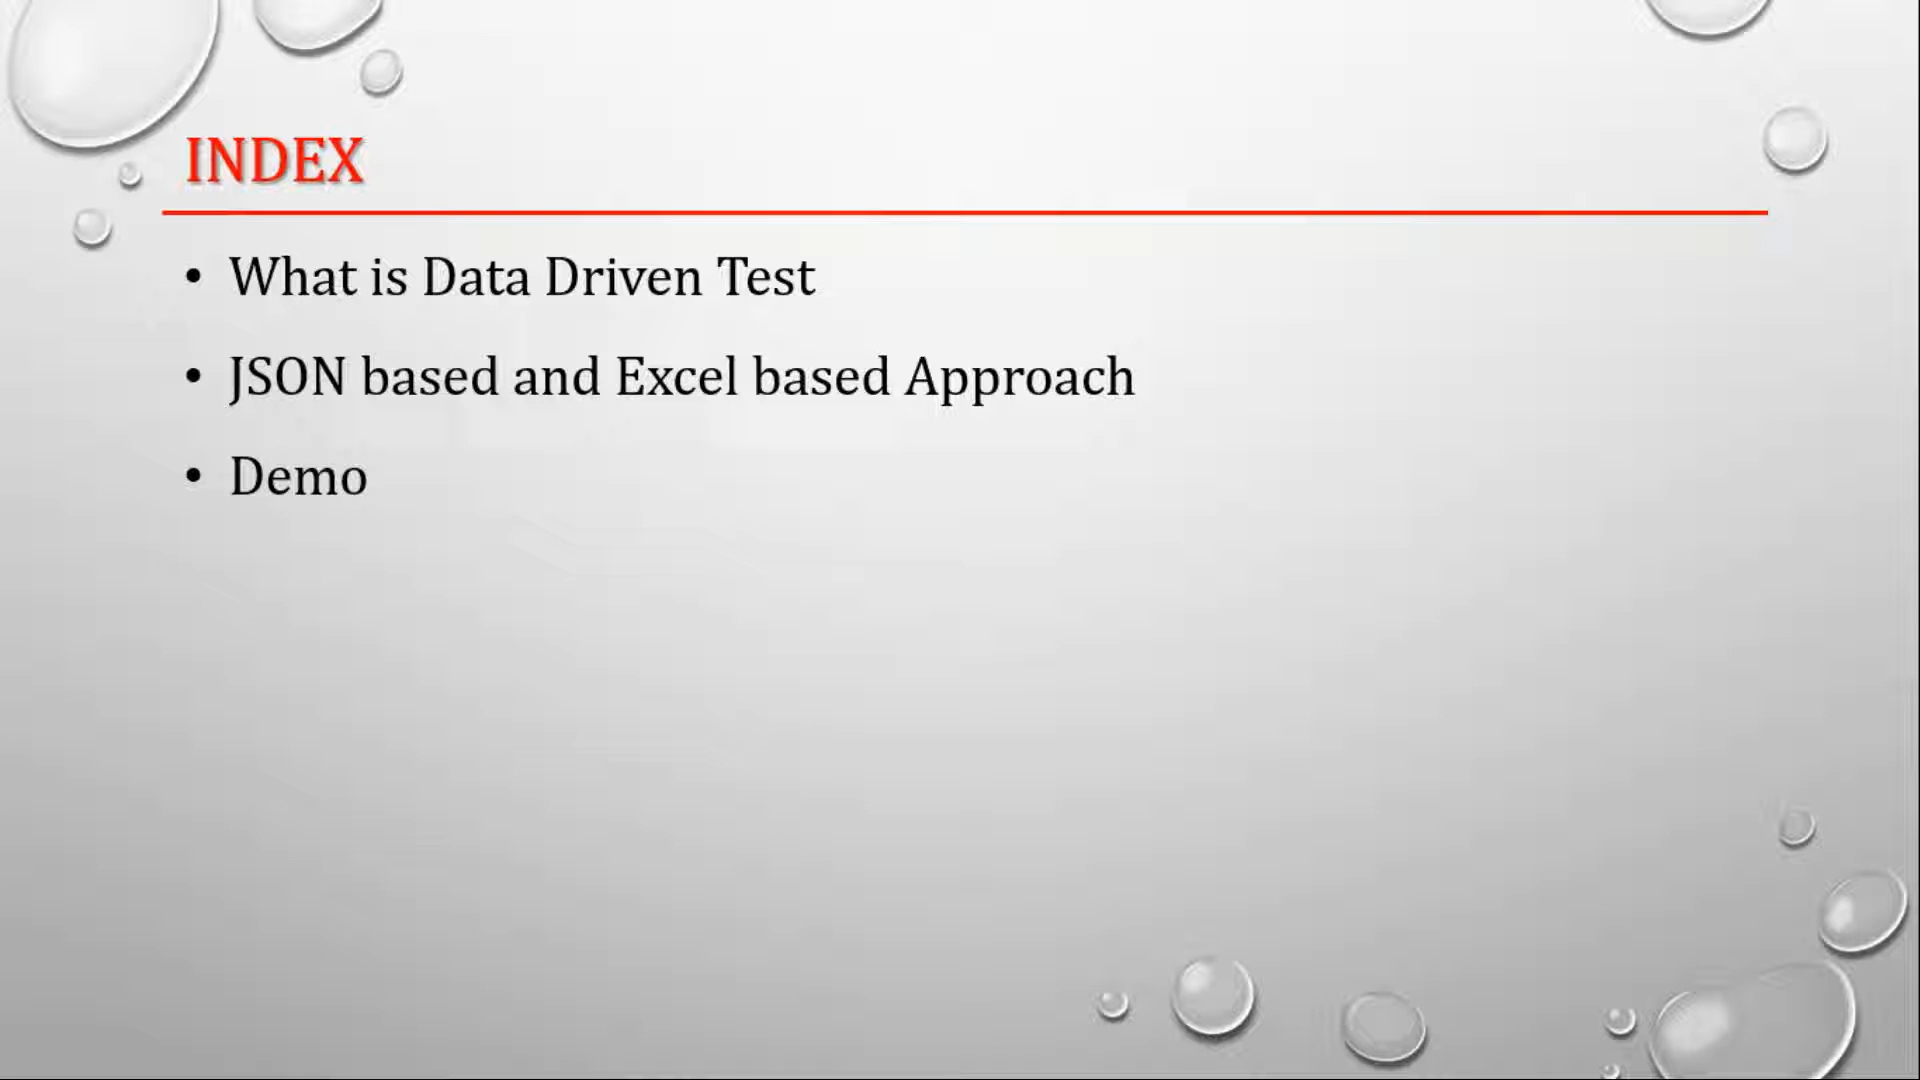 INDEX
• What is Data Driven Test
• JSON based and Excel based Approach
• Demo